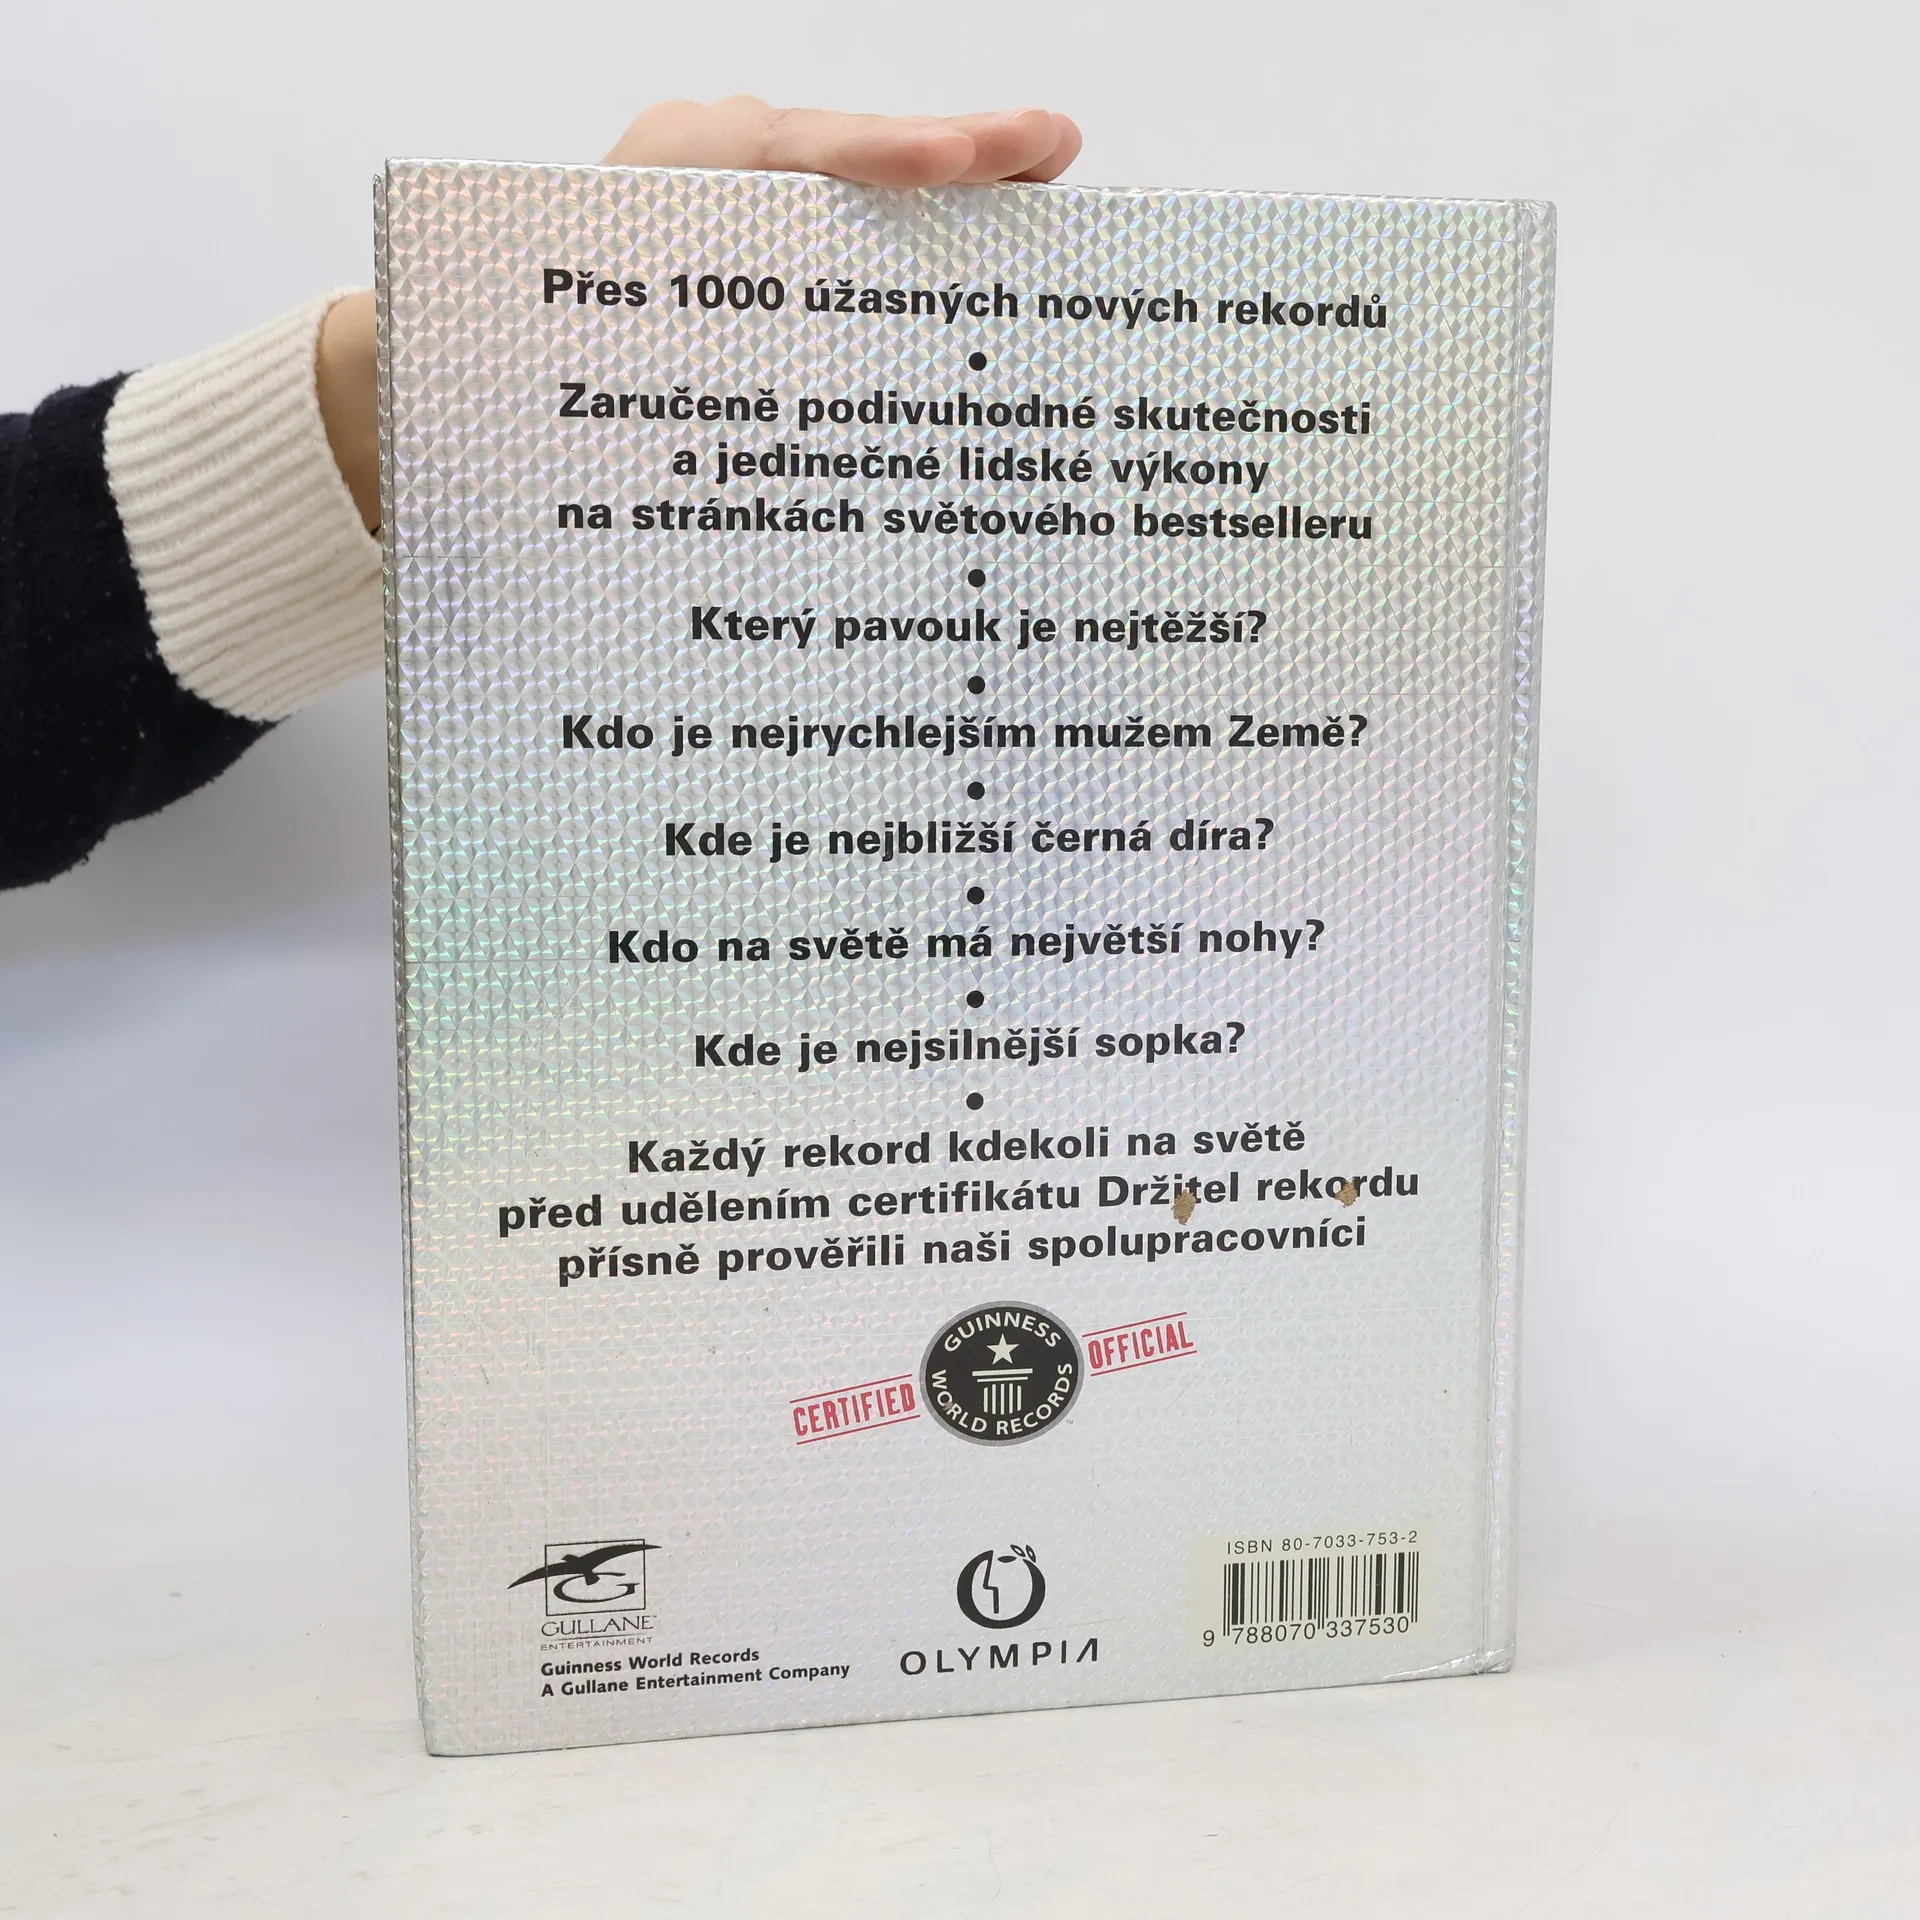 Přes 1000 úžasných nových rekordů
•
Zaručeně podivuhodné skutečnosti
a jedinečné lidské výkony
na stránkách světového bestselleru
•
Který pavouk je nejtěžší?
•
Kdo je nejrychlejším mužem Země?
•
Kde je nejbližší černá díra?
•
Kdo na světě má největší nohy?
•
Kde je nejsilnější sopka?
•
Každý rekord kdekoli na světě
před udělením certifikátu Držitel rekordu
přísně prověřili naši spolupracovníci
CERTIFIED
GUINNESS
WORLD RECORDS
™
OFFICIAL
G
GULLANE™
ENTERTAINMENT
Guinness World Records
A Gullane Entertainment Company
OLYMPIA
ISBN 80-7033-753-2
9 788070 337530